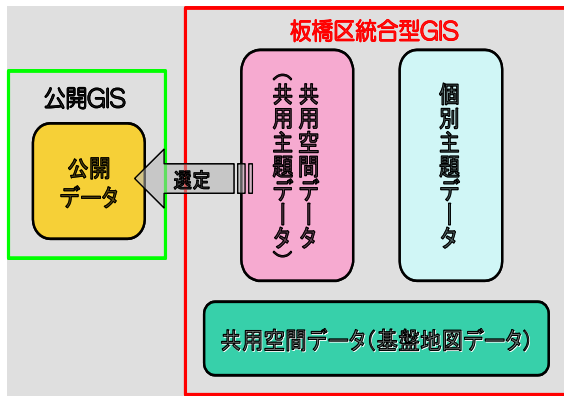 板橋区統合型GIS
公開GIS
公開
データ
選定
共用空間データ
(共用主題データ)
個別主題データ
共用空間データ(基盤地図データ)